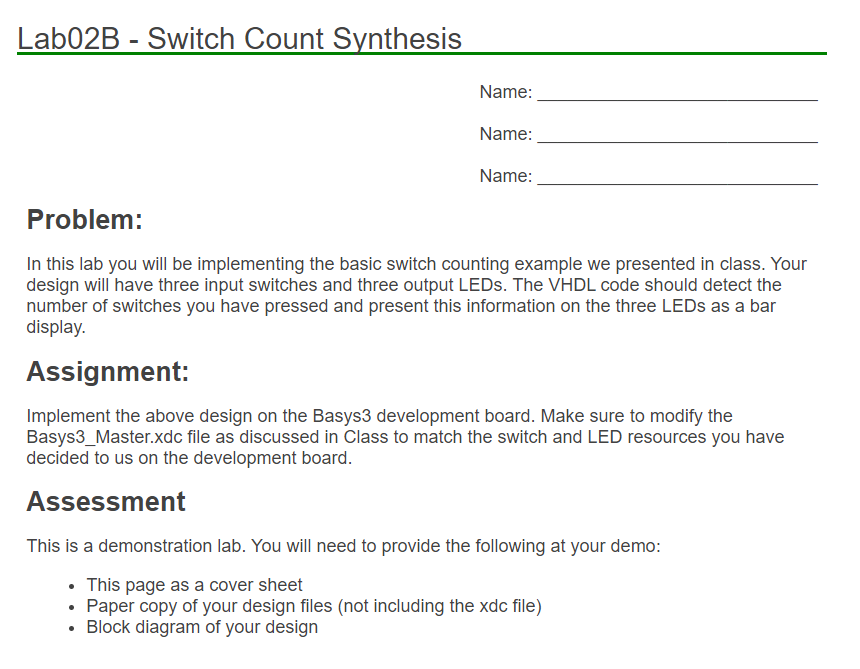 Lab02B - Switch Count Synthesis
Name: ____________________________
Name: ____________________________
Name: ____________________________
Problem:
In this lab you will be implementing the basic switch counting example we presented in class. Your
design will have three input switches and three output LEDs. The VHDL code should detect the
number of switches you have pressed and present this information on the three LEDs as a bar
display.
Assignment:
Implement the above design on the Basys3 development board. Make sure to modify the
Basys3_Master.xdc file as discussed in Class to match the switch and LED resources you have
decided to us on the development board.
Assessment
This is a demonstration lab. You will need to provide the following at your demo:
• This page as a cover sheet
• Paper copy of your design files (not including the xdc file)
• Block diagram of your design